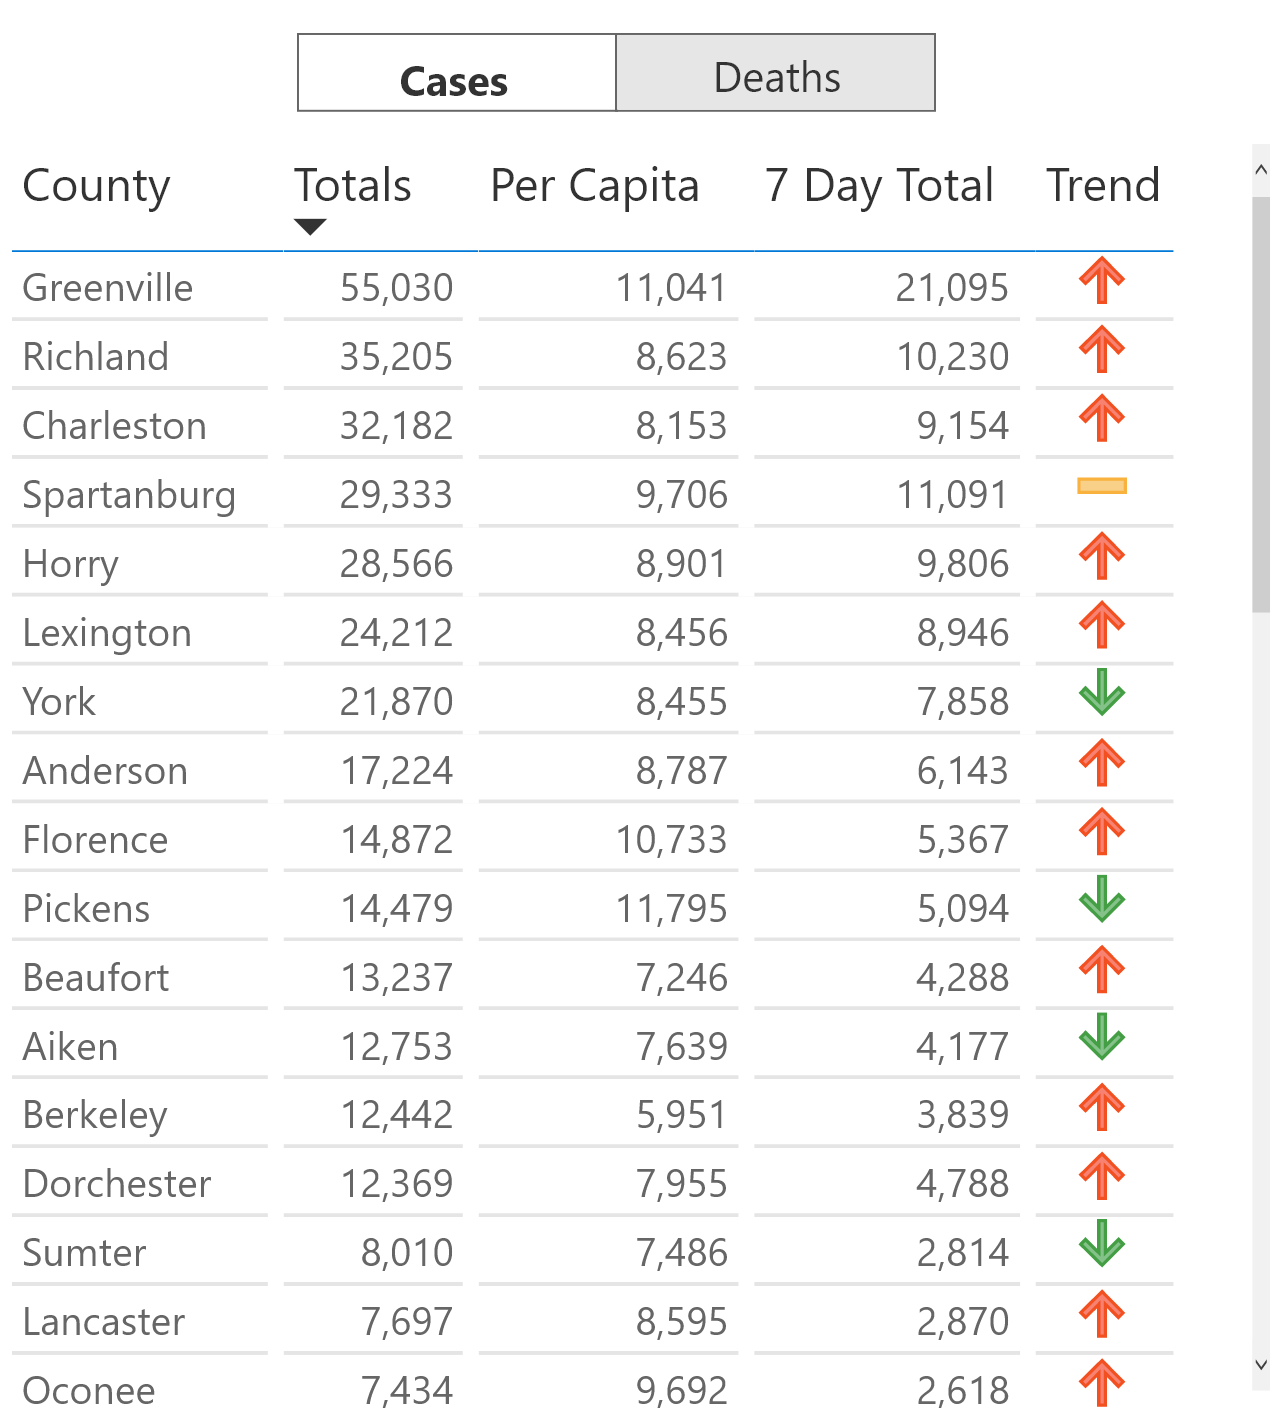 Cases Deaths
County Totals Per Capita 7 Day Total Trend
Greenville 55,030 11,041 21,095
Richland 35,205 8,623 10,230
Charleston 32,182 8,153 9,154
Spartanburg 29,333 9,706 11,091
Horry 28,566 8,901 9,806
Lexington 24,212 8,456 8,946
York 21,870 8,455 7,858
Anderson 17,224 8,787 6,143
Florence 14,872 10,733 5,367
Pickens 14,479 11,795 5,094
Beaufort 13,237 7,246 4,288
Aiken 12,753 7,639 4,177
Berkeley 12,442 5,951 3,839
Dorchester 12,369 7,955 4,788
Sumter 8,010 7,486 2,814
Lancaster 7,697 8,595 2,870
Oconee 7,434 9,692 2,618